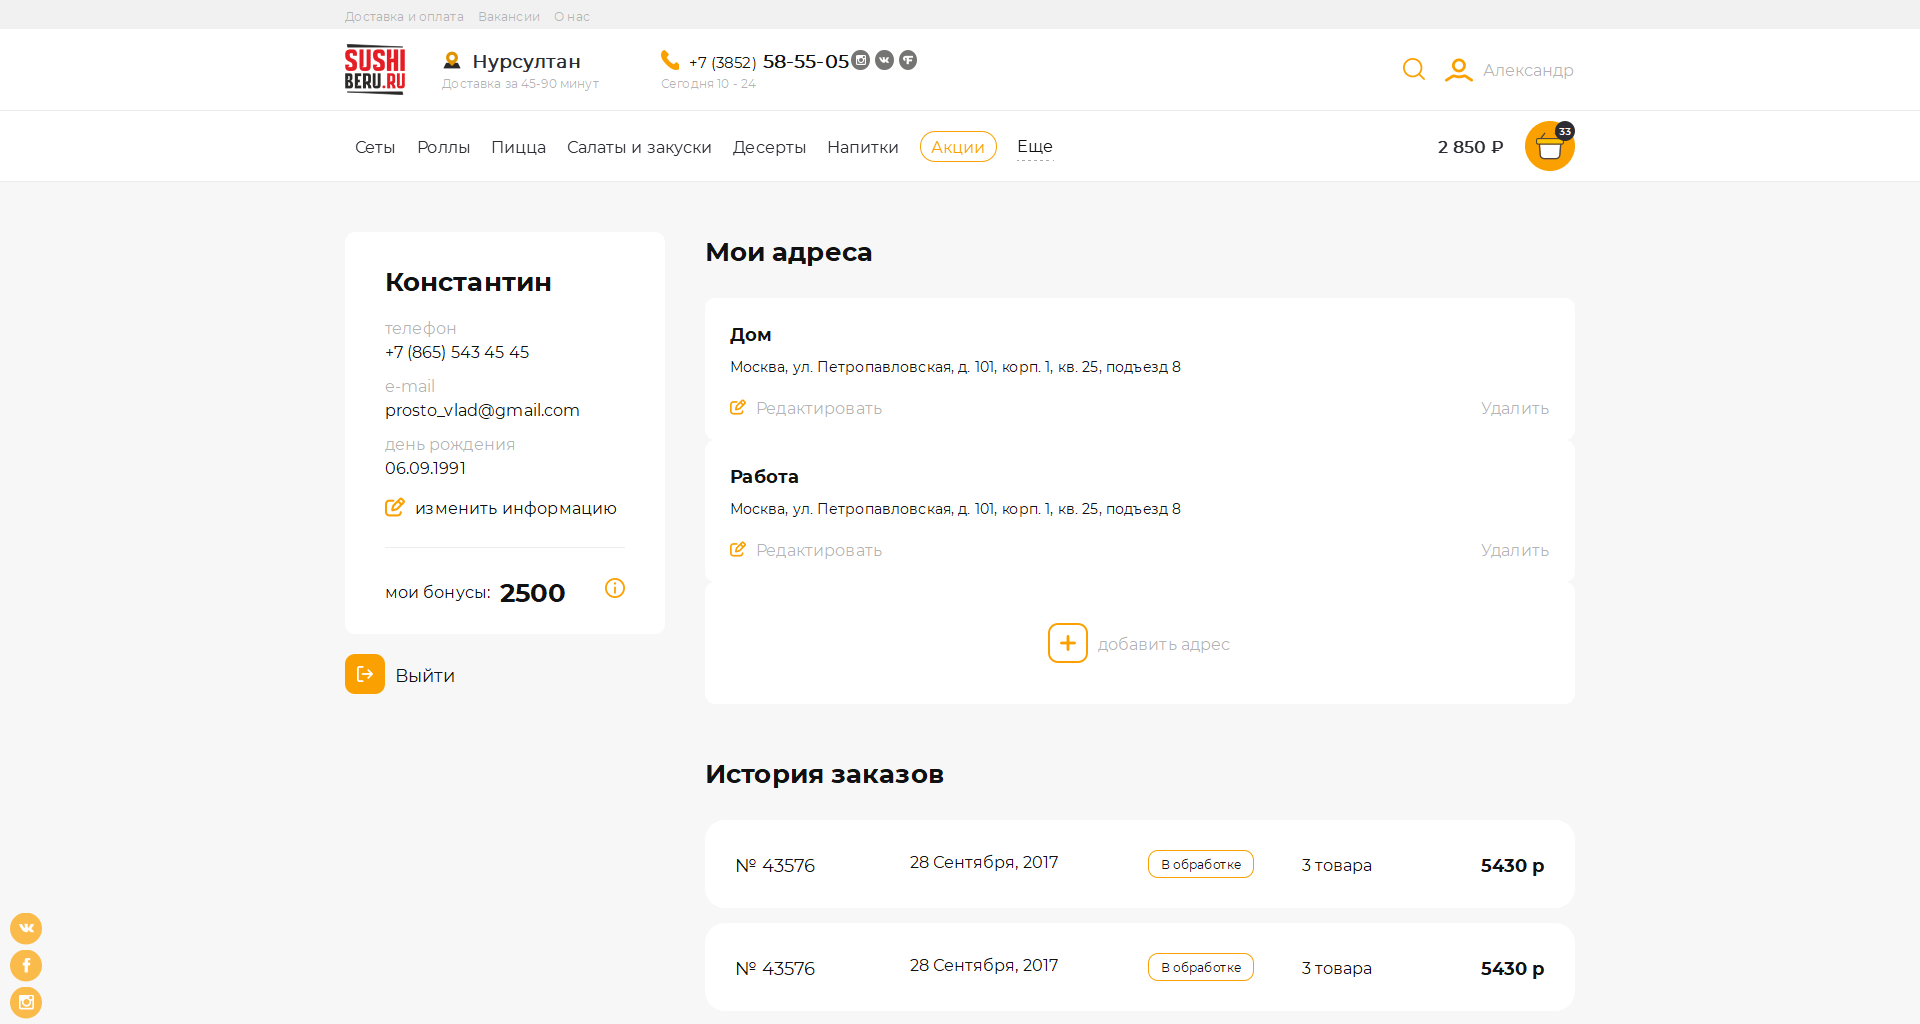 Доставка и оплата Вакансии О нас
SUSHI
BERU.RU
Нурсултан
Доставка за 45-90 минут
+7 (3852) 58-55-05
Сегодня 10 - 24
Александр
Сеты Роллы Пицца Салаты и закуски Десерты Напитки Акции Еще
2 850 ₽
33
Константин
телефон
+7 (865) 543 45 45
e-mail
prosto_vlad@gmail.com
день рождения
06.09.1991
изменить информацию
мои бонусы: 2500
Выйти
Мои адреса
Дом
Москва, ул. Петропавловская, д. 101, корп. 1, кв. 25, подъезд 8
Редактировать Удалить
Работа
Москва, ул. Петропавловская, д. 101, корп. 1, кв. 25, подъезд 8
Редактировать Удалить
добавить адрес
История заказов
№ 43576 28 Сентября, 2017 В обработке 3 товара 5430 р
№ 43576 28 Сентября, 2017 В обработке 3 товара 5430 р